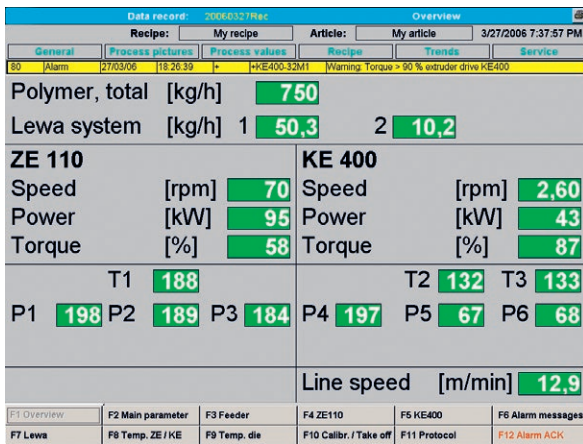 Data record: 20060327Rec Overview
Recipe: My recipe Article: My article 3/27/2006 7:37:57 PM
General Process pictures Process values Recipe Trends Service
80 Alarm 27/03/06 18:26:39 + +KE400-32M1 Warning: Torque > 90 % extruder drive KE400
Polymer, total [kg/h] 750
Lewa system [kg/h] 1 50,3 2 10,2
ZE 110 KE 400
Speed [rpm] 70 Speed [rpm] 2,60
Power [kW] 95 Power [kW] 43
Torque [%] 58 Torque [%] 87
T1 188 T2 132 T3 133
P1 198 P2 189 P3 184 P4 197 P5 67 P6 68
Line speed [m/min] 12,9
F1 Overview F2 Main parameter F3 Feeder F4 ZE110 F5 KE400 F6 Alarm messages
F7 Lewa F8 Temp. ZE / KE F9 Temp. die F10 Calibr. / Take off F11 Protocol F12 Alarm ACK